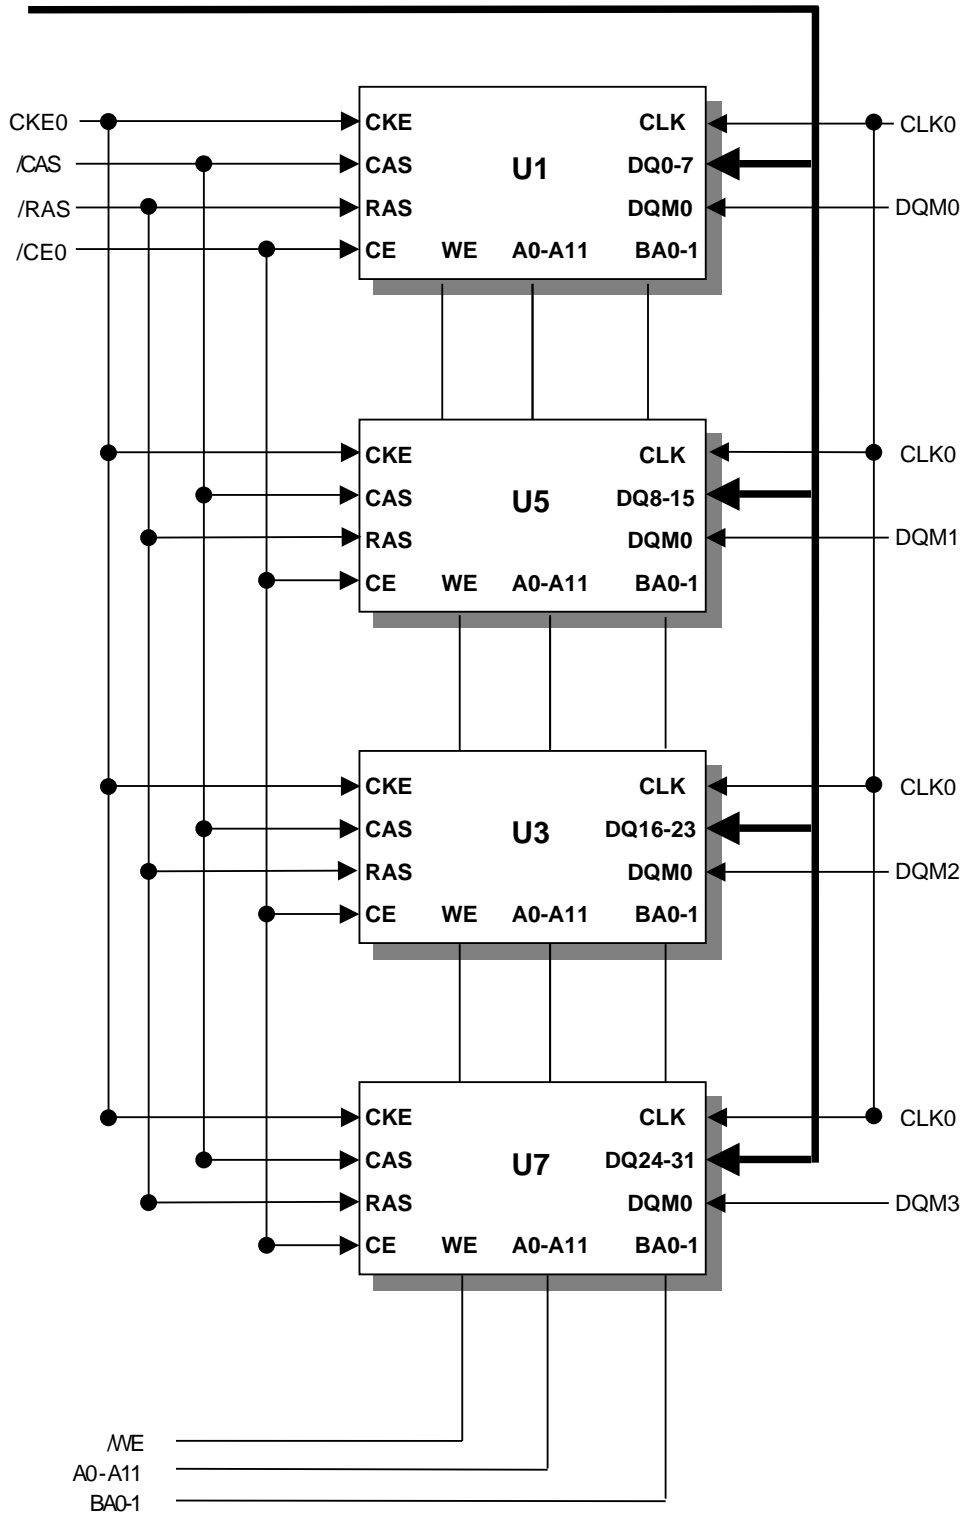 CKE0 CKE CLK CLK0
/CAS CAS U1 DQ0-7
/RAS RAS DQM0 DQM0
/CE0 CE WE A0-A11 BA0-1
CKE CLK CLK0
CAS U5 DQ8-15
RAS DQM0 DQM1
CE WE A0-A11 BA0-1
CKE CLK CLK0
CAS U3 DQ16-23
RAS DQM0 DQM2
CE WE A0-A11 BA0-1
CKE CLK CLK0
CAS U7 DQ24-31
RAS DQM0 DQM3
CE WE A0-A11 BA0-1
/WE
A0-A11
BA0-1